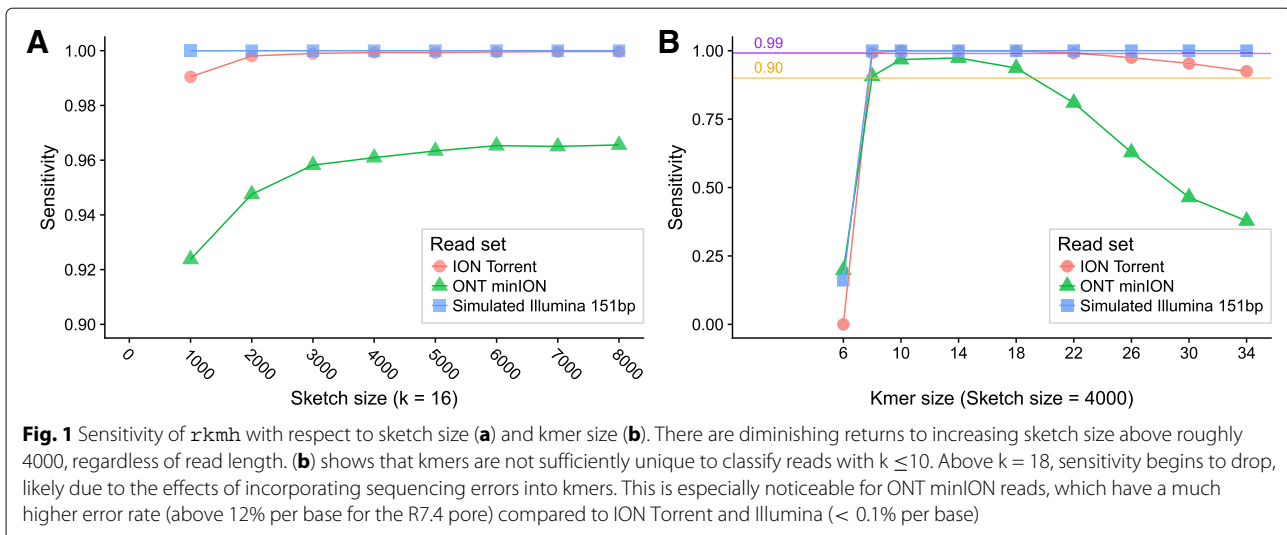 A
1.00
0.98
0.96
0.94
0.92
0.90
Sensitivity
Read set
ION Torrent
ONT minION
Simulated Illumina 151bp
0
1000
2000
3000
4000
5000
6000
7000
8000
Sketch size (k = 16)
B
0.99
0.90
1.00
0.75
0.50
0.25
0.00
Sensitivity
Read set
ION Torrent
ONT minION
Simulated Illumina 151bp
6 10 14 18 22 26 30 34
Kmer size (Sketch size = 4000)
Fig. 1 Sensitivity of rkmh with respect to sketch size (a) and kmer size (b). There are diminishing returns to increasing sketch size above roughly
4000, regardless of read length. (b) shows that kmers are not sufficiently unique to classify reads with k ≤10. Above k = 18, sensitivity begins to drop,
likely due to the effects of incorporating sequencing errors into kmers. This is especially noticeable for ONT minION reads, which have a much
higher error rate (above 12% per base for the R7.4 pore) compared to ION Torrent and Illumina (< 0.1% per base)